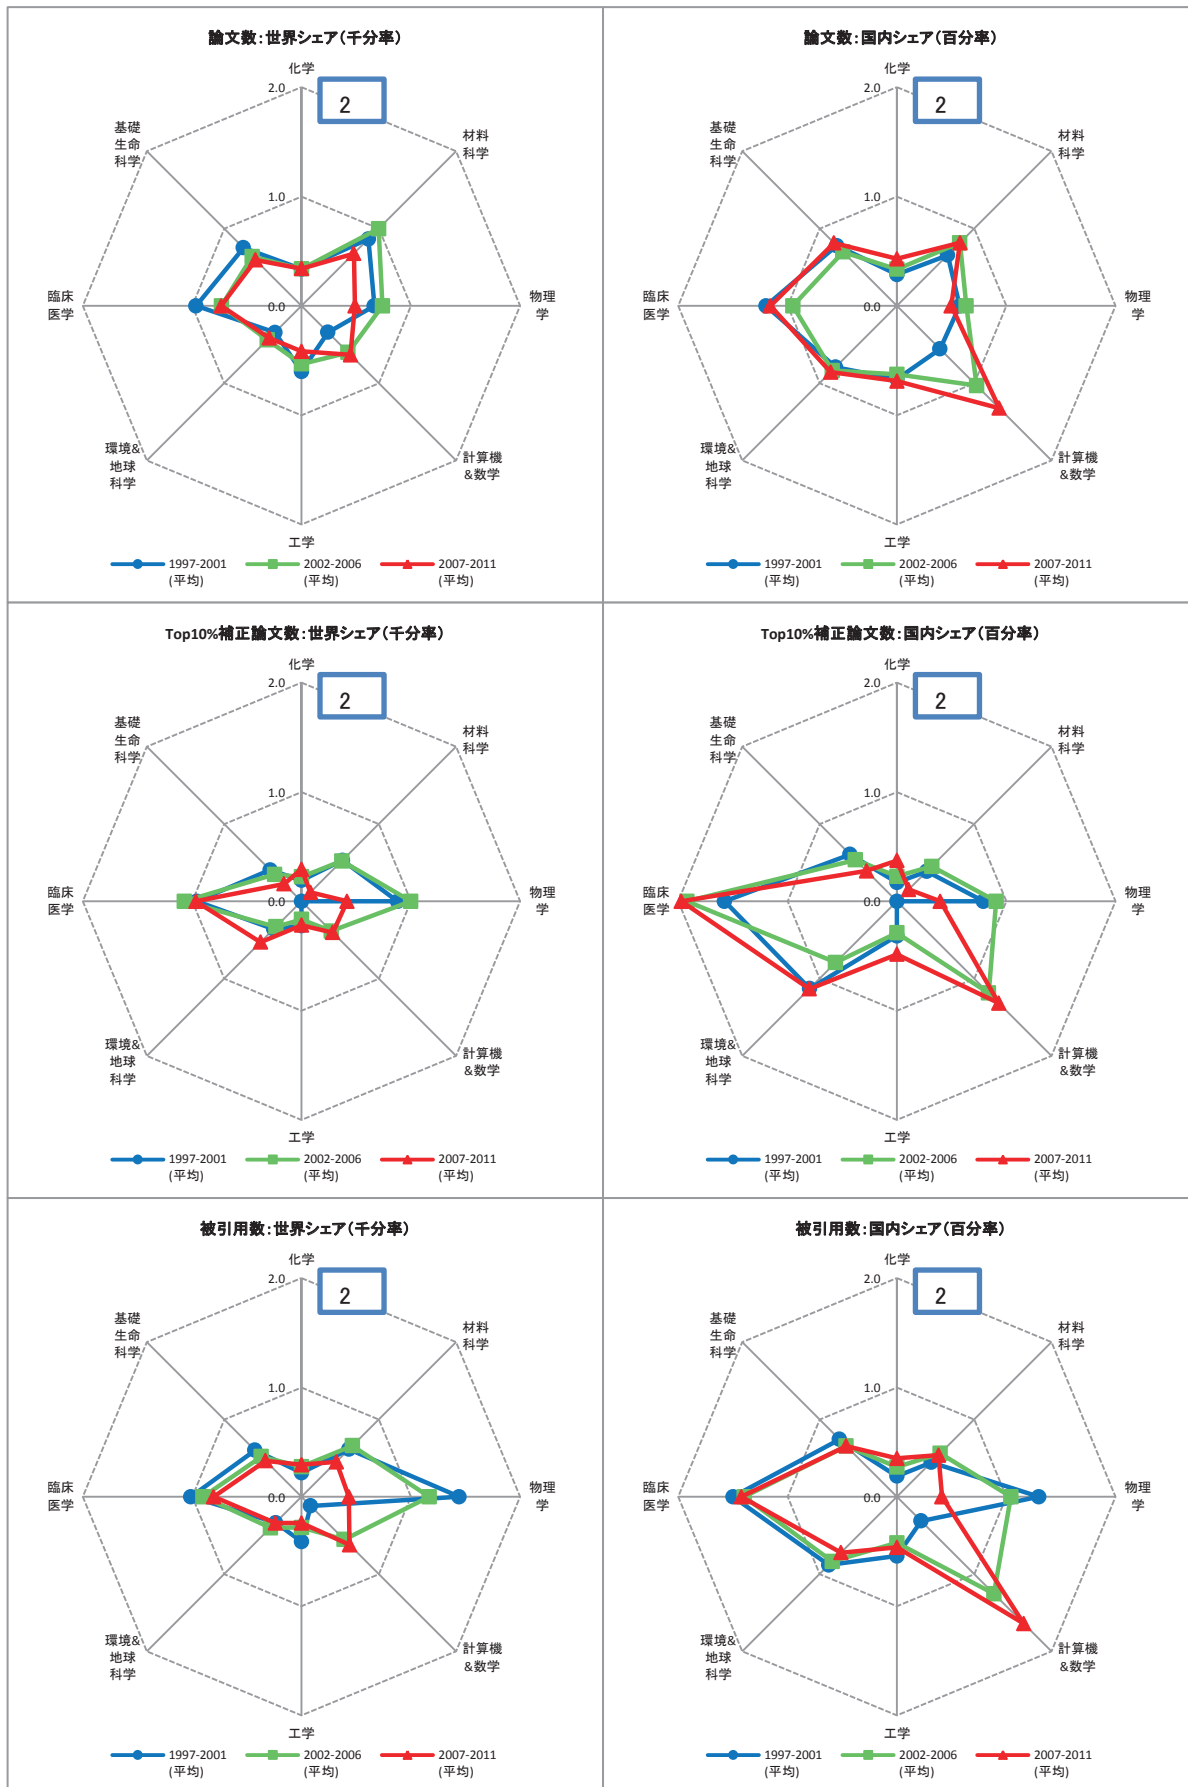 論文数：世界シェア（千分率）
化学
2.0
2
材料
科学
基礎
生命
科学
1.0
臨床
医学
0.0
物理
学
環境&
地球
科学
計算機
&数学
工学
1997-2001
(平均)
2002-2006
(平均)
2007-2011
(平均)
論文数：国内シェア（百分率）
化学
2.0
2
材料
科学
基礎
生命
科学
1.0
臨床
医学
0.0
物理
学
環境&
地球
科学
計算機
&数学
工学
1997-2001
(平均)
2002-2006
(平均)
2007-2011
(平均)
Top10%補正論文数：世界シェア（千分率）
化学
2.0
2
材料
科学
基礎
生命
科学
1.0
臨床
医学
0.0
物理
学
環境&
地球
科学
計算機
&数学
工学
1997-2001
(平均)
2002-2006
(平均)
2007-2011
(平均)
Top10%補正論文数：国内シェア（百分率）
化学
2.0
2
材料
科学
基礎
生命
科学
1.0
臨床
医学
0.0
物理
学
環境&
地球
科学
計算機
&数学
工学
1997-2001
(平均)
2002-2006
(平均)
2007-2011
(平均)
被引用数：世界シェア（千分率）
化学
2.0
2
材料
科学
基礎
生命
科学
1.0
臨床
医学
0.0
物理
学
環境&
地球
科学
計算機
&数学
工学
1997-2001
(平均)
2002-2006
(平均)
2007-2011
(平均)
被引用数：国内シェア（百分率）
化学
2.0
2
材料
科学
基礎
生命
科学
1.0
臨床
医学
0.0
物理
学
環境&
地球
科学
計算機
&数学
工学
1997-2001
(平均)
2002-2006
(平均)
2007-2011
(平均)